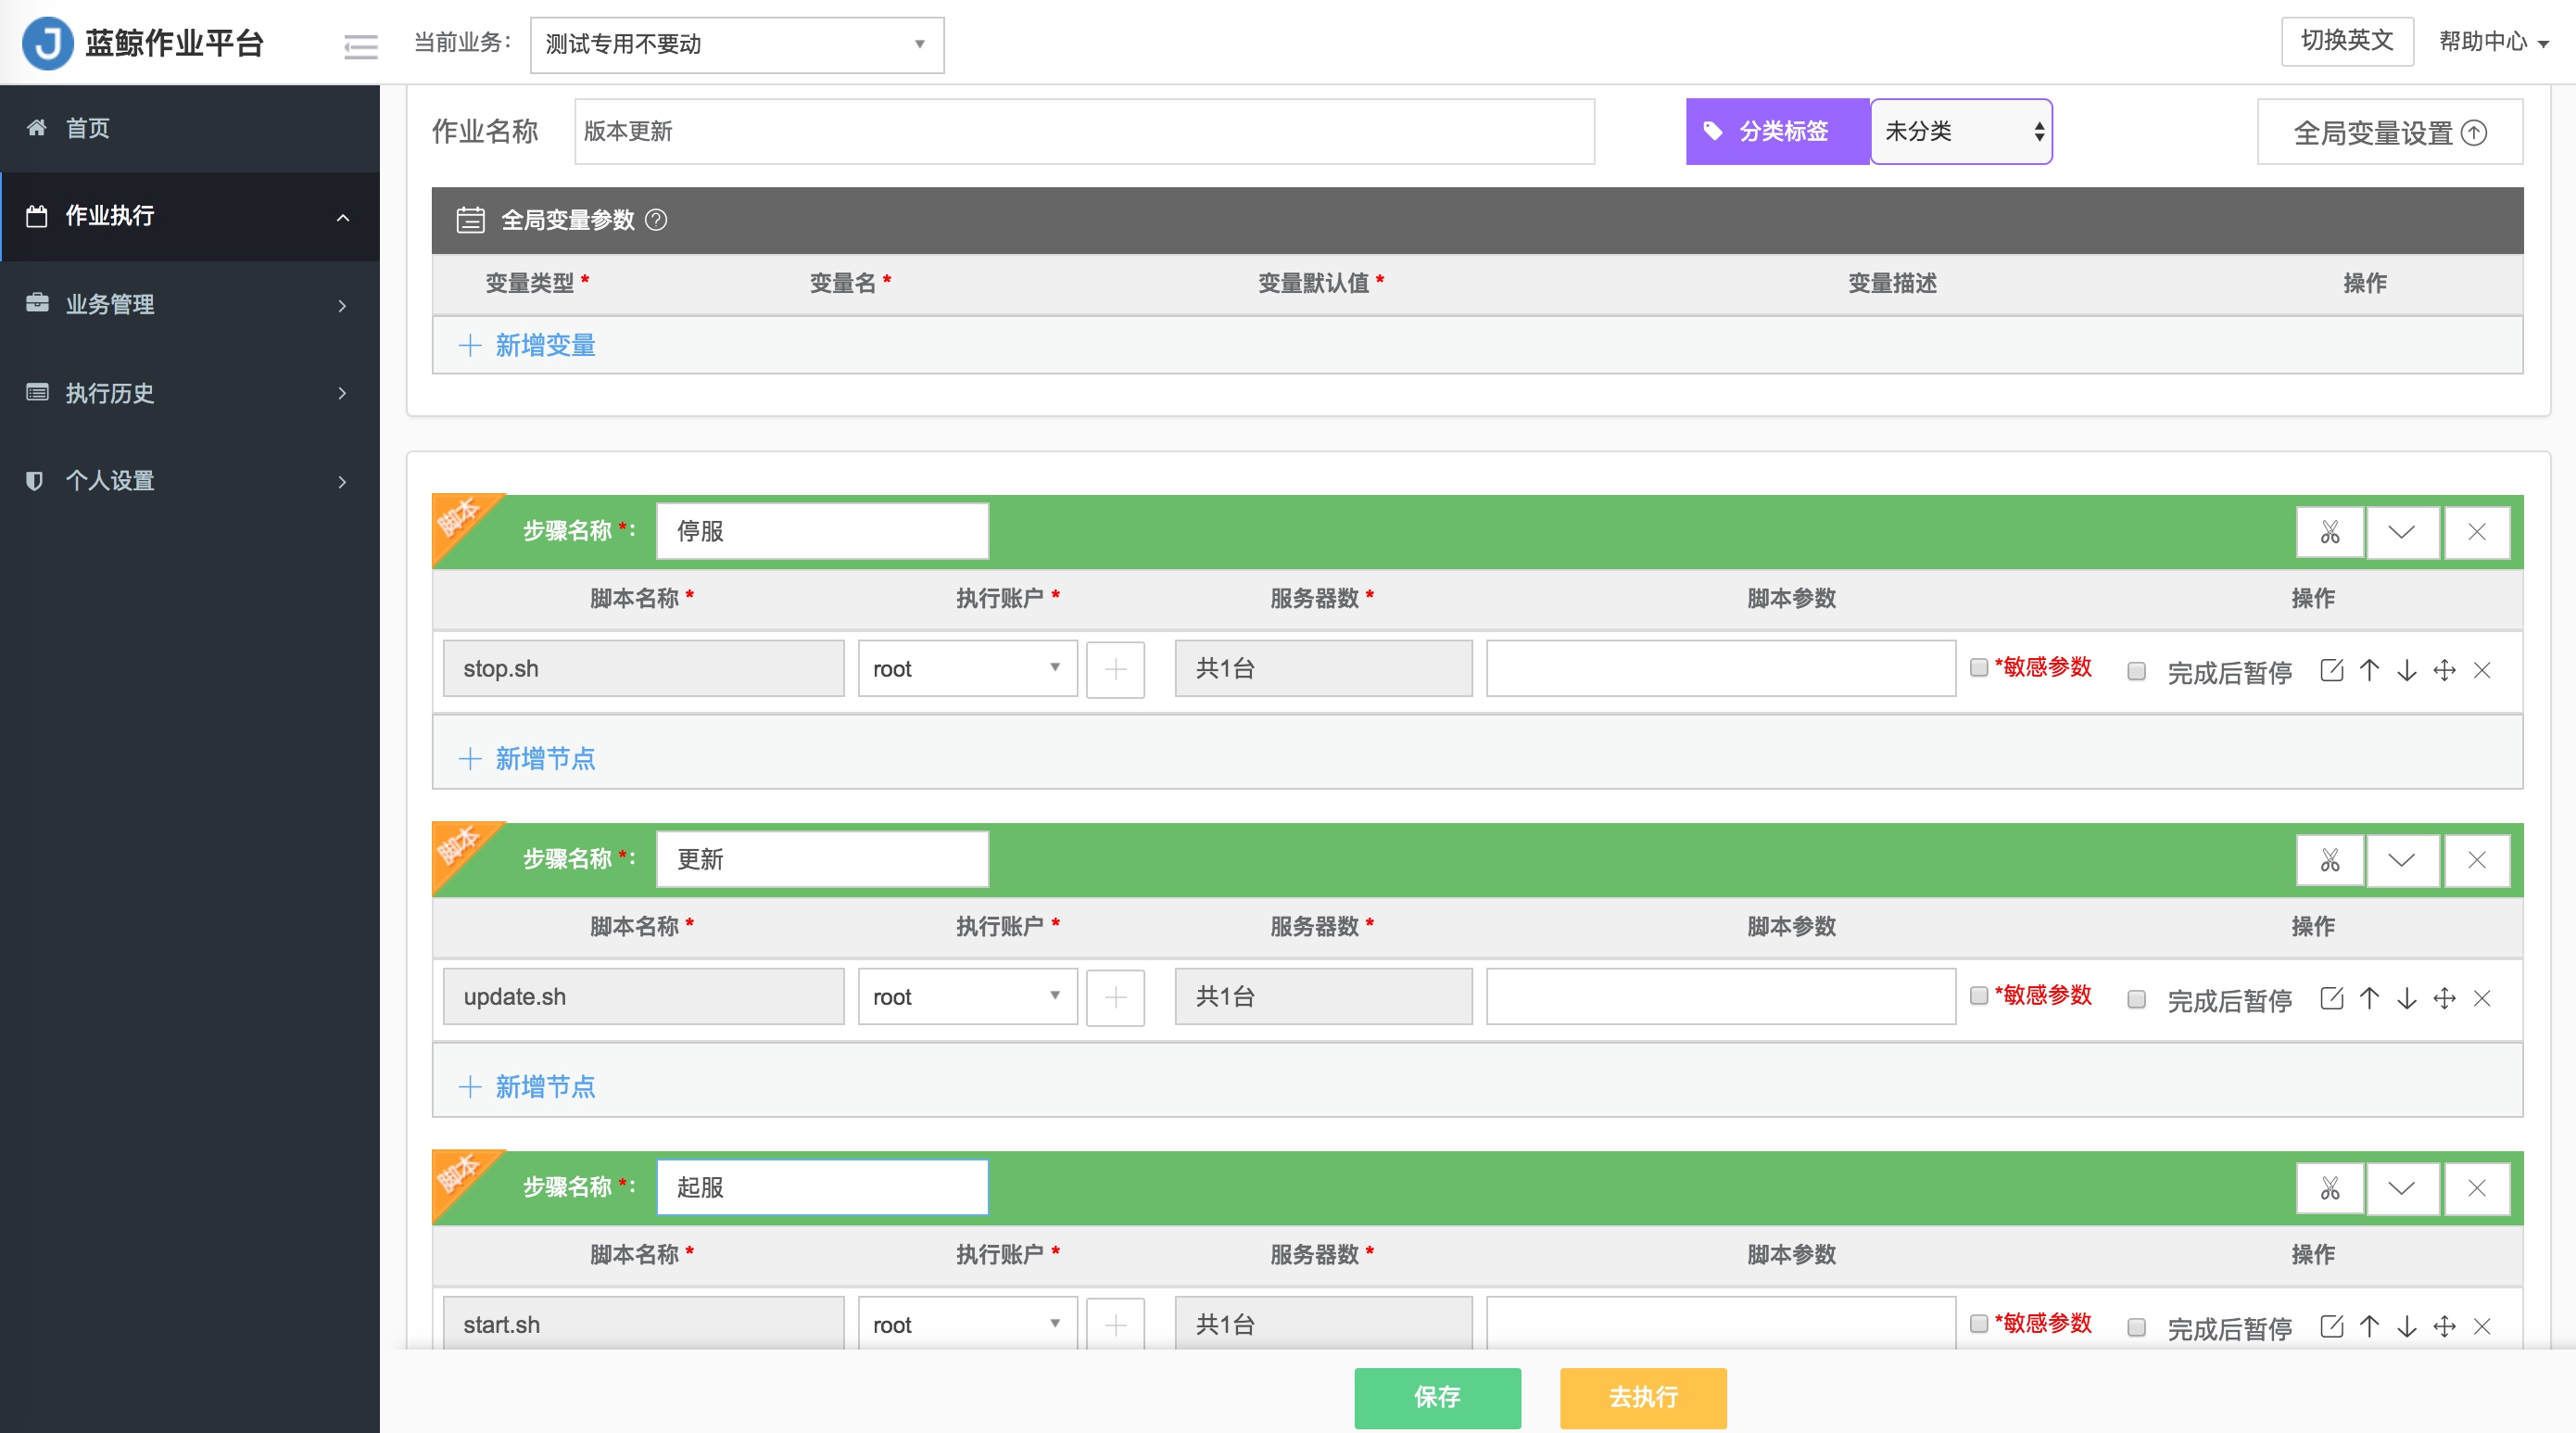 蓝鲸作业平台 当前业务： 测试专用不要动 切换英文 帮助中心
首页
作业执行
业务管理
执行历史
个人设置
作业名称 版本更新 分类标签 未分类 全局变量设置
全局变量参数
变量类型* 变量名* 变量默认值* 变量描述 操作
新增变量
脚本 步骤名称*： 停服
脚本名称* 执行账户* 服务器数* 脚本参数 操作
stop.sh root 共1台 *敏感参数 完成后暂停
新增节点
脚本 步骤名称*： 更新
脚本名称* 执行账户* 服务器数* 脚本参数 操作
update.sh root 共1台 *敏感参数 完成后暂停
新增节点
脚本 步骤名称*： 起服
脚本名称* 执行账户* 服务器数* 脚本参数 操作
start.sh root 共1台 *敏感参数 完成后暂停
保存 去执行